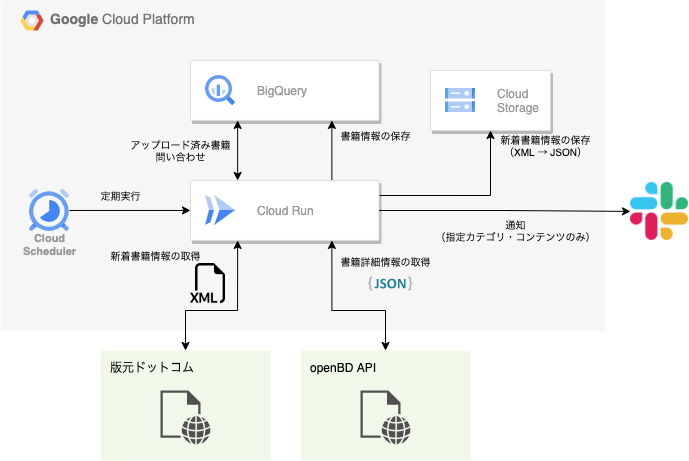 Google Cloud Platform
BigQuery
Cloud
Storage
アップロード済み書籍
問い合わせ
書籍情報の保存
新着書籍情報の保存
(XML → JSON)
定期実行
Cloud Run
Cloud
Scheduler
通知
(指定カテゴリ・コンテンツのみ)
新着書籍情報の取得
XML
書籍詳細情報の取得
{JSON}
版元ドットコム
openBD API